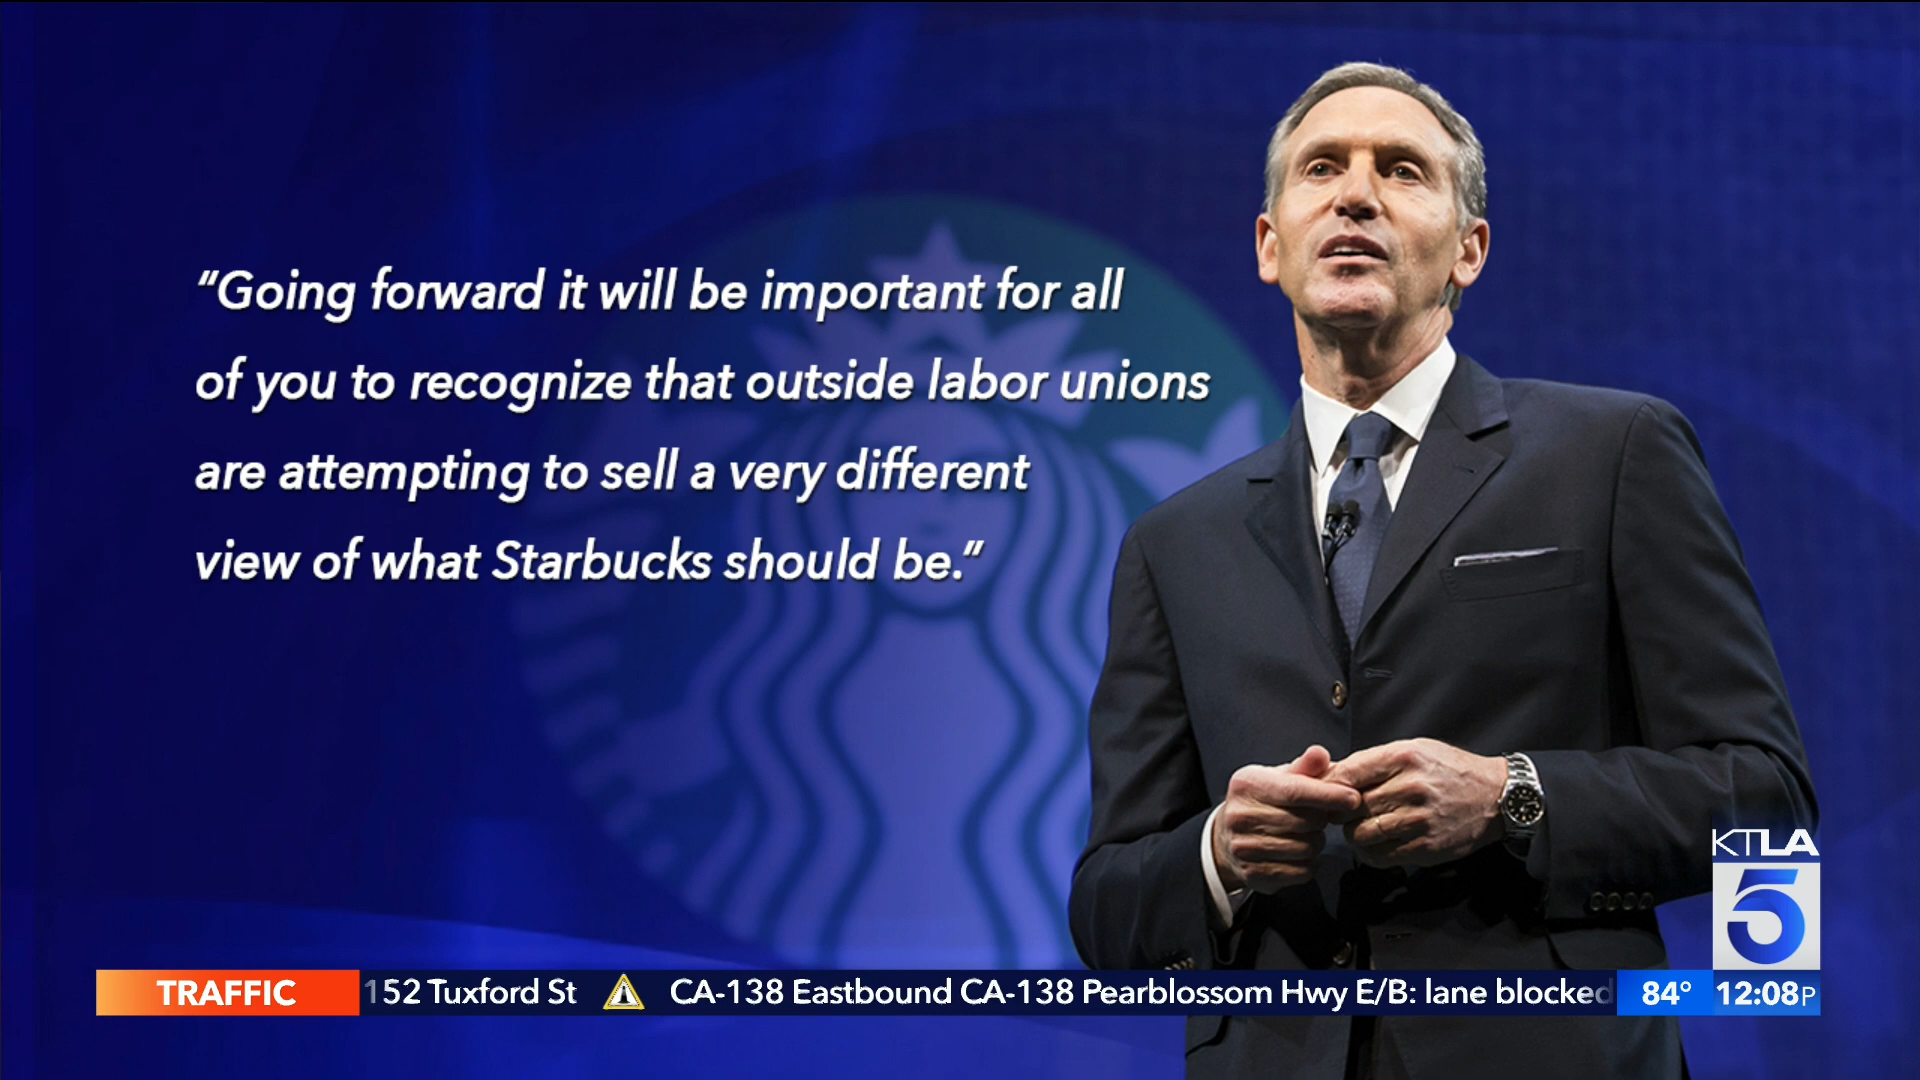 “Going forward it will be important for all
of you to recognize that outside labor unions
are attempting to sell a very different
view of what Starbucks should be.”
KTLA
5
TRAFFIC 152 Tuxford St CA-138 Eastbound CA-138 Pearblossom Hwy E/B: lane blocked 84° 12:08P